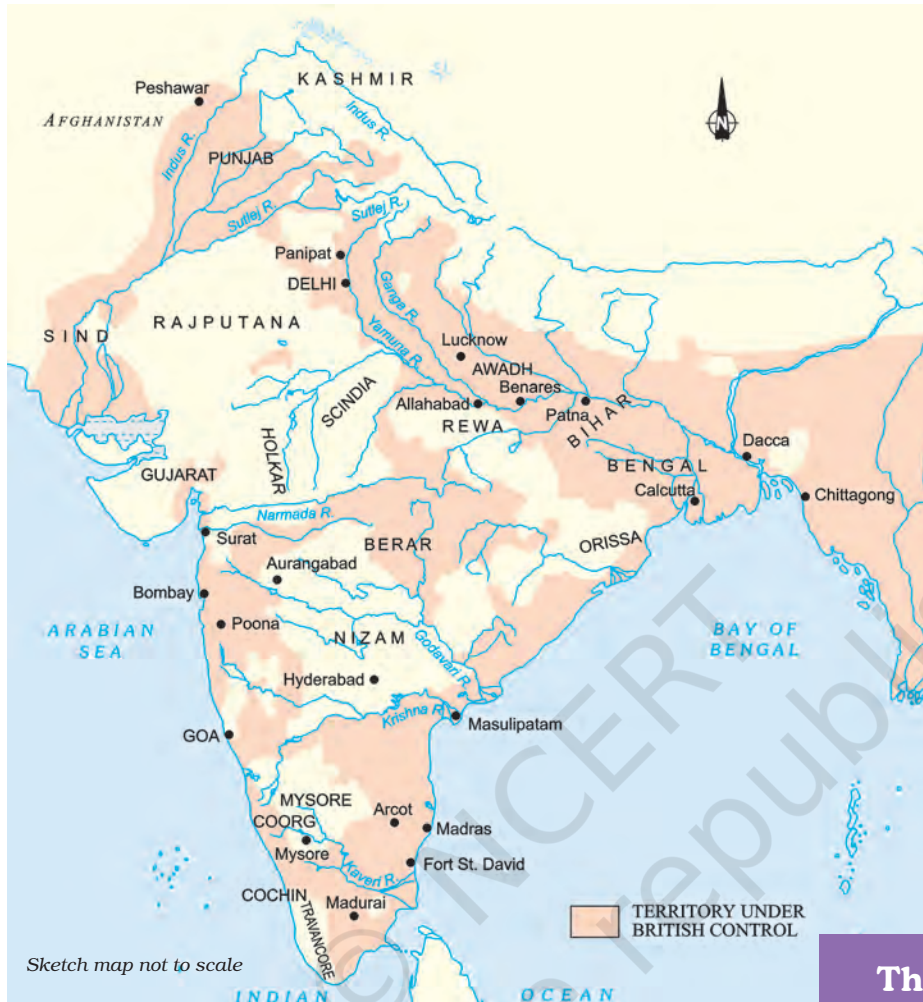 KASHMIR
Peshawar
AFGHANISTAN
Indus R.
Indus R.
N
PUNJAB
Sutlej R.
Sutlej R.
Panipat
DELHI
Ganga R.
RAJPUTANA
SIND
Yamuna R.
Lucknow
AWADH
Benares
SCINDIA
Allahabad
Patna
REWA
BIHAR
HOLKAR
Dacca
BENGAL
GUJARAT
Calcutta
Chittagong
Narmada R.
Surat
BERAR
ORISSA
Aurangabad
Bombay
Poona
ARABIAN
SEA
BAY OF
BENGAL
NIZAM
Godavari R.
Hyderabad
Krishna R.
Masulipatam
GOA
MYSORE
Arcot
COORG
Madras
Mysore
Fort St. David
Kaveri R.
COCHIN
Madurai
TRAVANCORE
TERRITORY UNDER
BRITISH CONTROL
Sketch map not to scale
INDIAN OCEAN
Th
© NCERT
republi